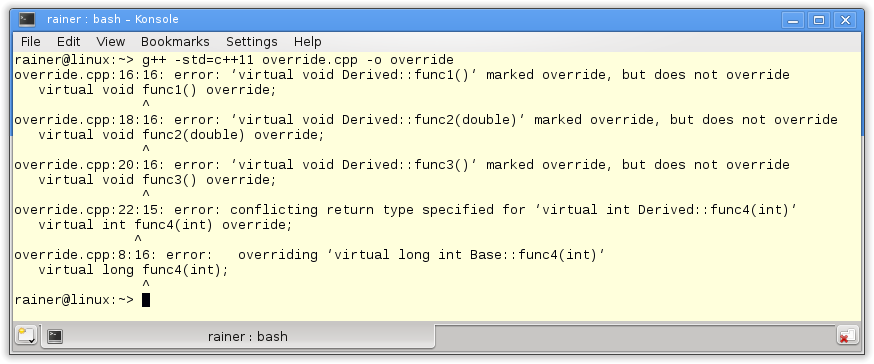 rainer : bash – Konsole
File Edit View Bookmarks Settings Help
rainer@linux:~> g++ -std=c++11 override.cpp -o override
override.cpp:16:16: error: ‘virtual void Derived::func1()’ marked override, but does not override
   virtual void func1() override;
                ^
override.cpp:18:16: error: ‘virtual void Derived::func2(double)’ marked override, but does not override
   virtual void func2(double) override;
                ^
override.cpp:20:16: error: ‘virtual void Derived::func3()’ marked override, but does not override
   virtual void func3() override;
                ^
override.cpp:22:15: error: conflicting return type specified for ‘virtual int Derived::func4(int)’
   virtual int func4(int) override;
               ^
override.cpp:8:16: error:   overriding ‘virtual long int Base::func4(int)’
   virtual long func4(int);
                ^
rainer@linux:~>
rainer : bash